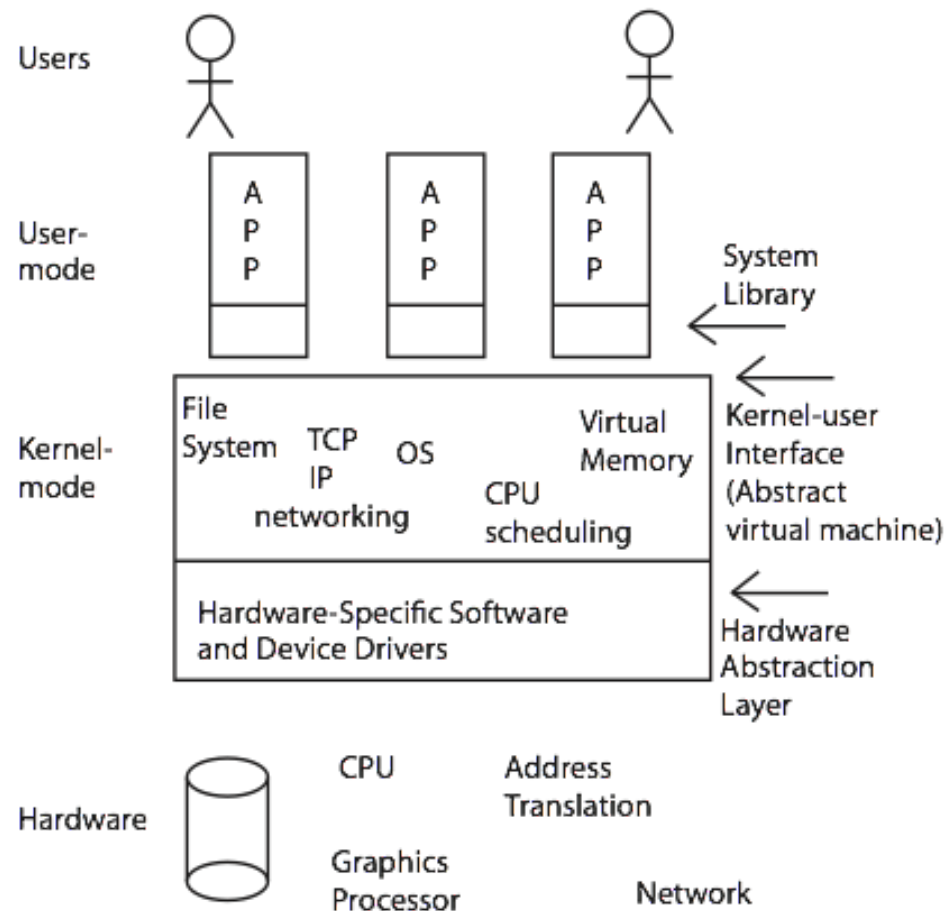 Users
User-
mode
A
P
P
A
P
P
A
P
P
System
Library
Kernel-
mode
File
System
TCP
IP
networking
OS
CPU
scheduling
Virtual
Memory
Kernel-user
Interface
(Abstract
virtual machine)
Hardware-Specific Software
and Device Drivers
Hardware
Abstraction
Layer
Hardware
CPU
Address
Translation
Graphics
Processor
Network